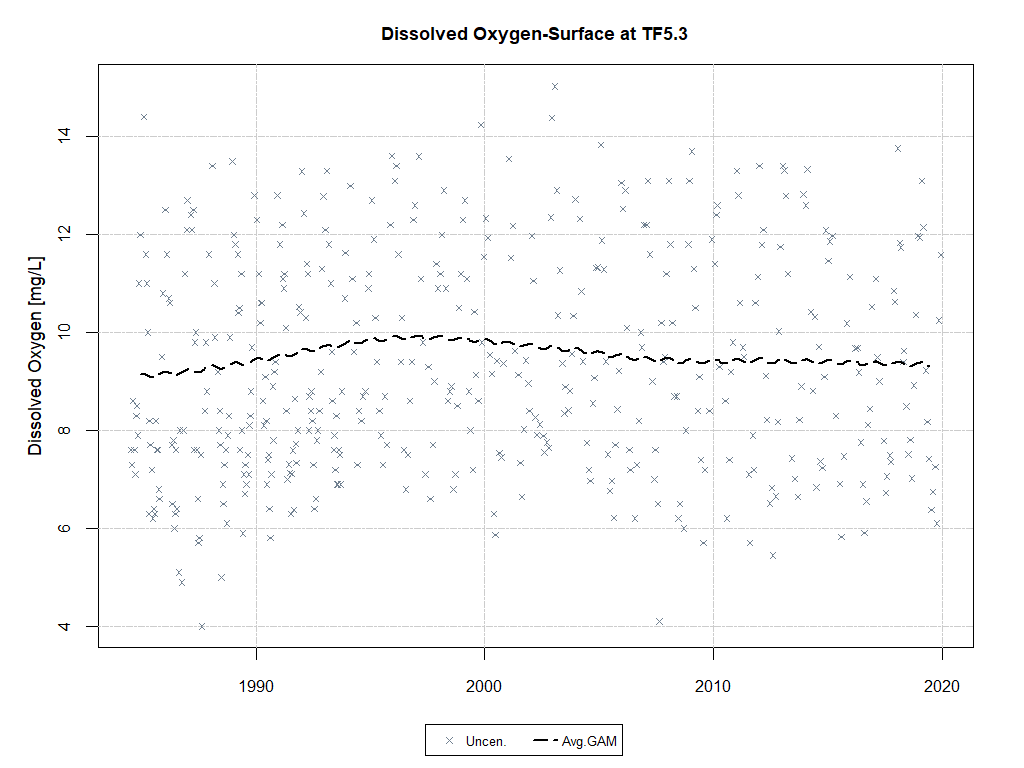 Dissolved Oxygen-Surface at TF5.3
Dissolved Oxygen [mg/L]
14
12
10
8
6
4
1990 2000 2010 2020
Uncen. Avg.GAM